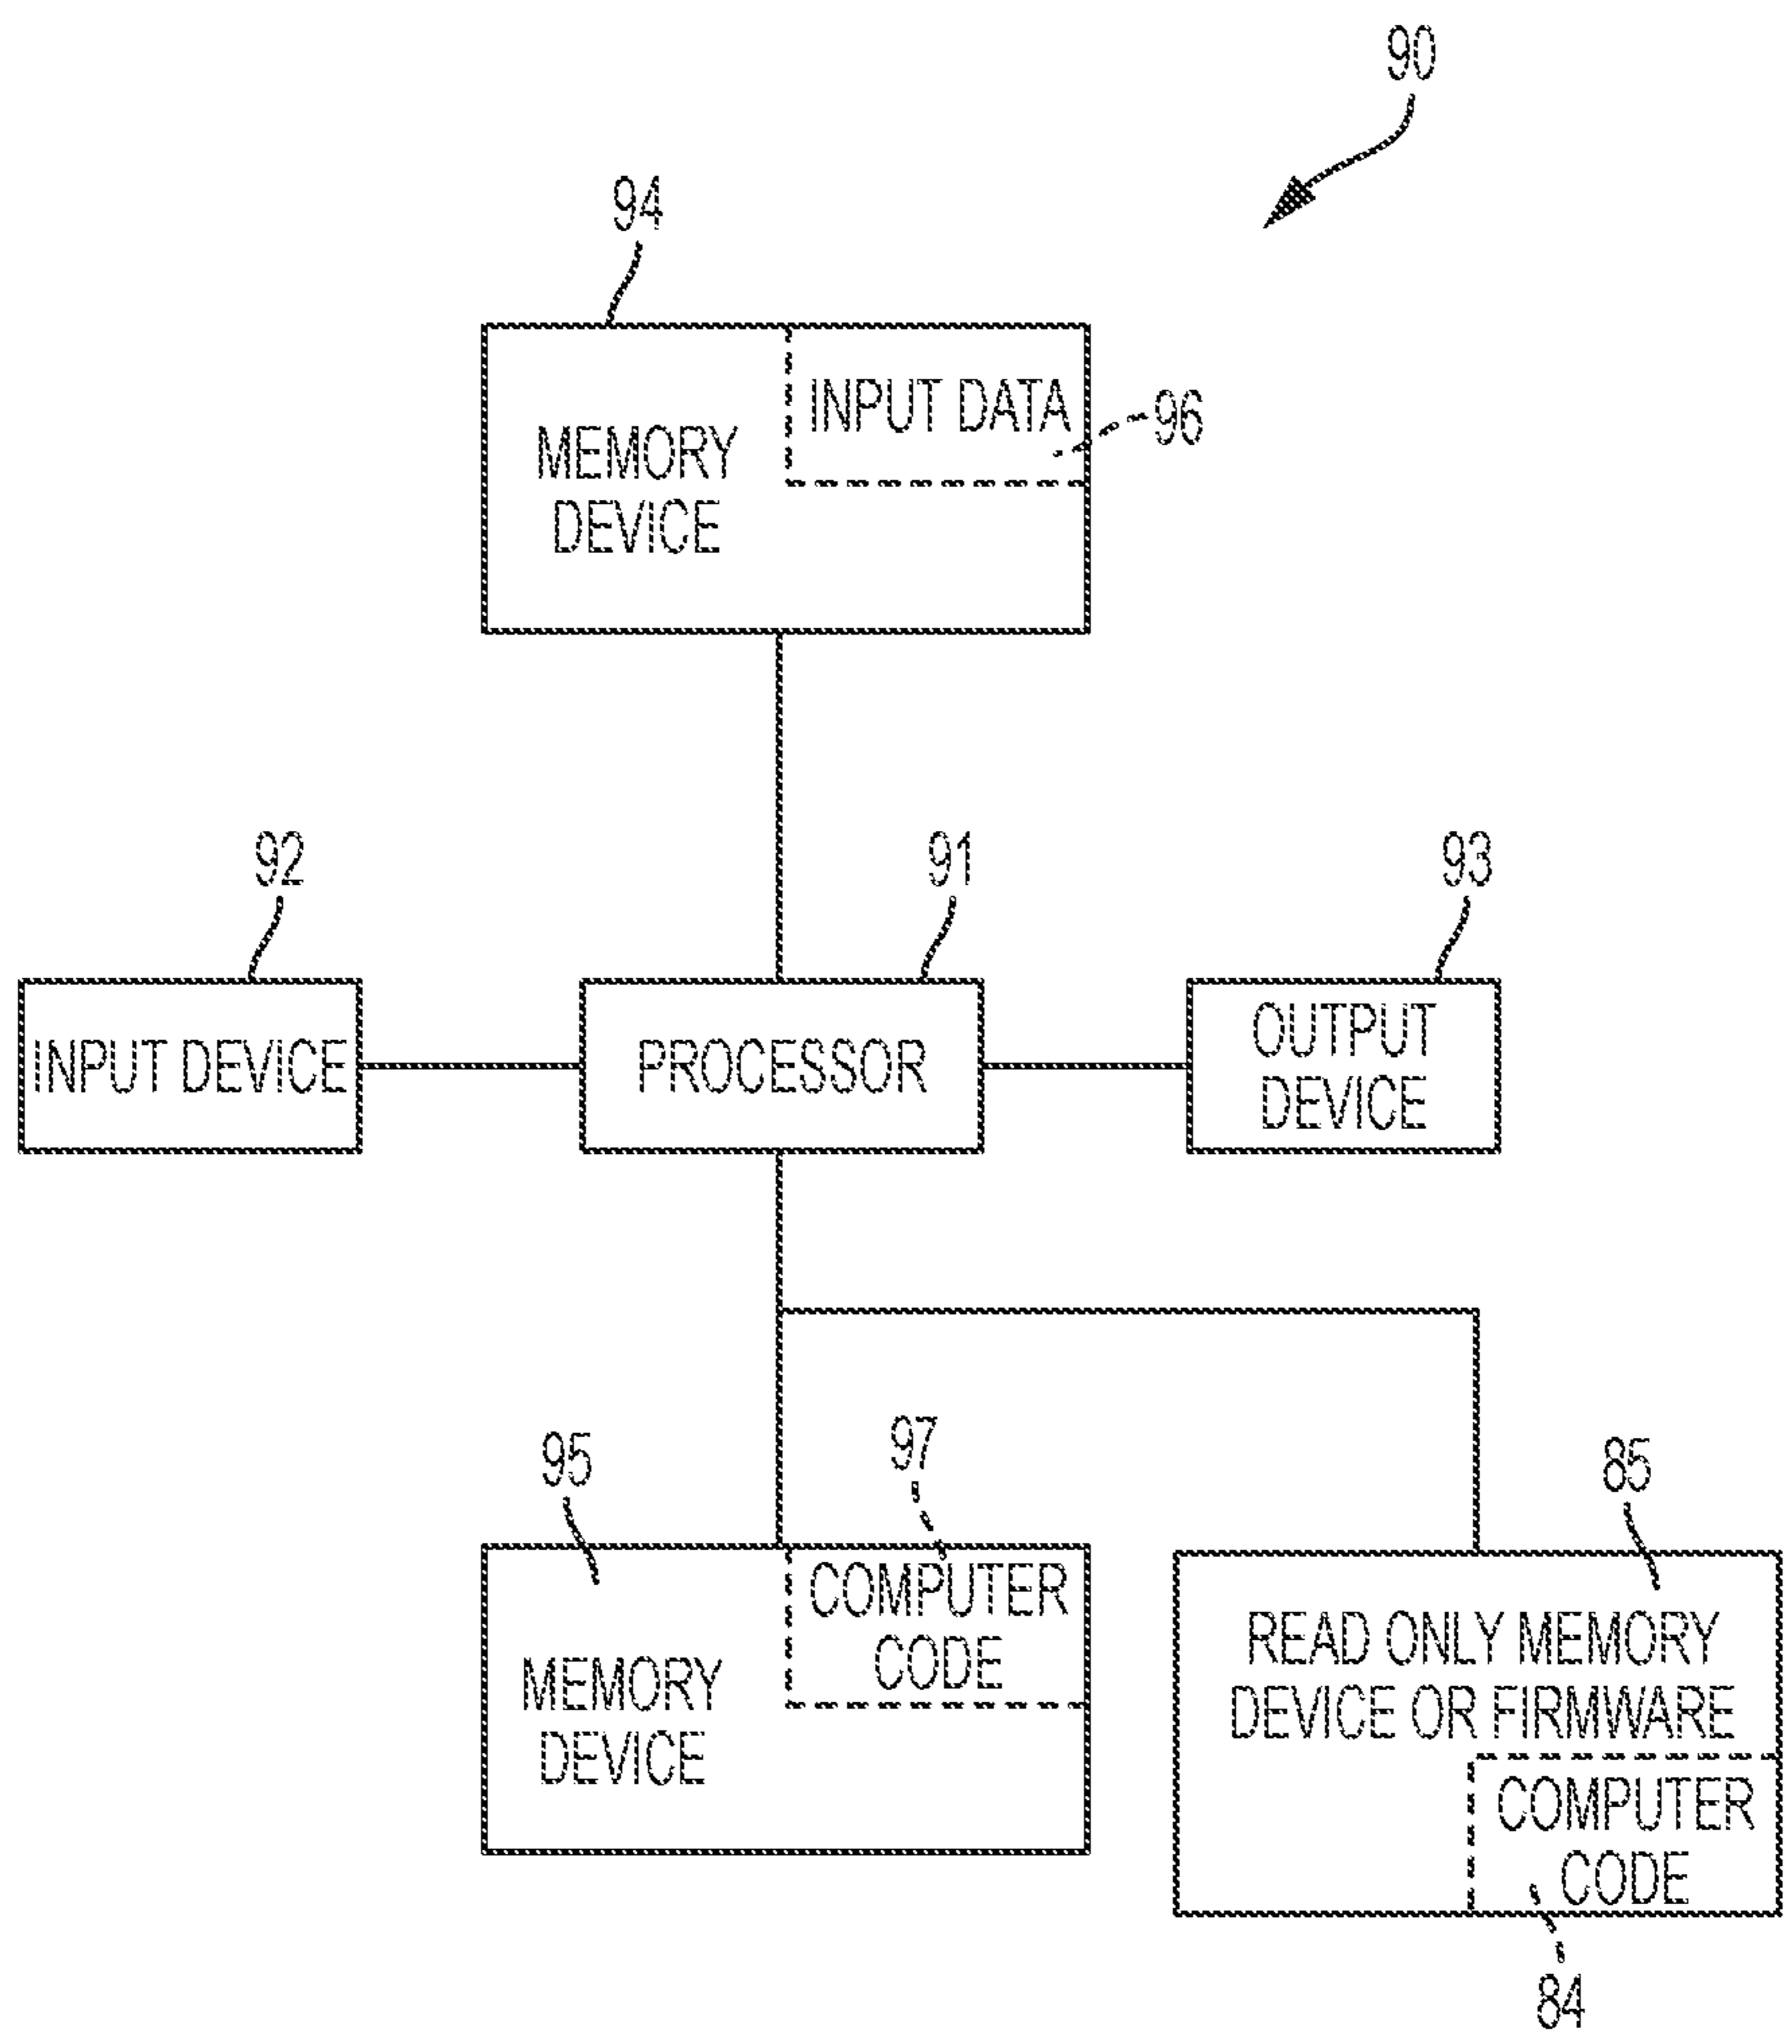 90
94
INPUT DATA
96
MEMORY
DEVICE
92
91
93
INPUT DEVICE
PROCESSOR
OUTPUT
DEVICE
95
97
85
COMPUTER
CODE
MEMORY
DEVICE
READ ONLY MEMORY
DEVICE OR FIRMWARE
COMPUTER
CODE
84